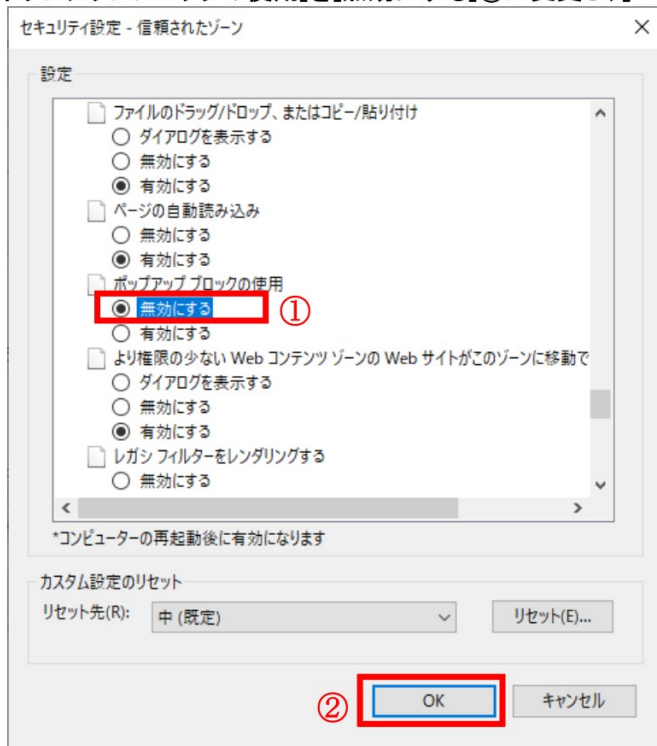 セキュリティ設定 - 信頼されたゾーン
設定
ファイルのドラッグ/ドロップ、またはコピー/貼り付け
ダイアログを表示する
無効にする
有効にする
ページの自動読み込み
無効にする
有効にする
ポップアップ ブロックの使用
無効にする
①
有効にする
より権限の少ない Web コンテンツ ゾーンの Web サイトがこのゾーンに移動で
ダイアログを表示する
無効にする
有効にする
レガシ フィルターをレンダリングする
無効にする
*コンピューターの再起動後に有効になります
カスタム設定のリセット
リセット先(R): 中 (既定) リセット(E)...
② OK キャンセル